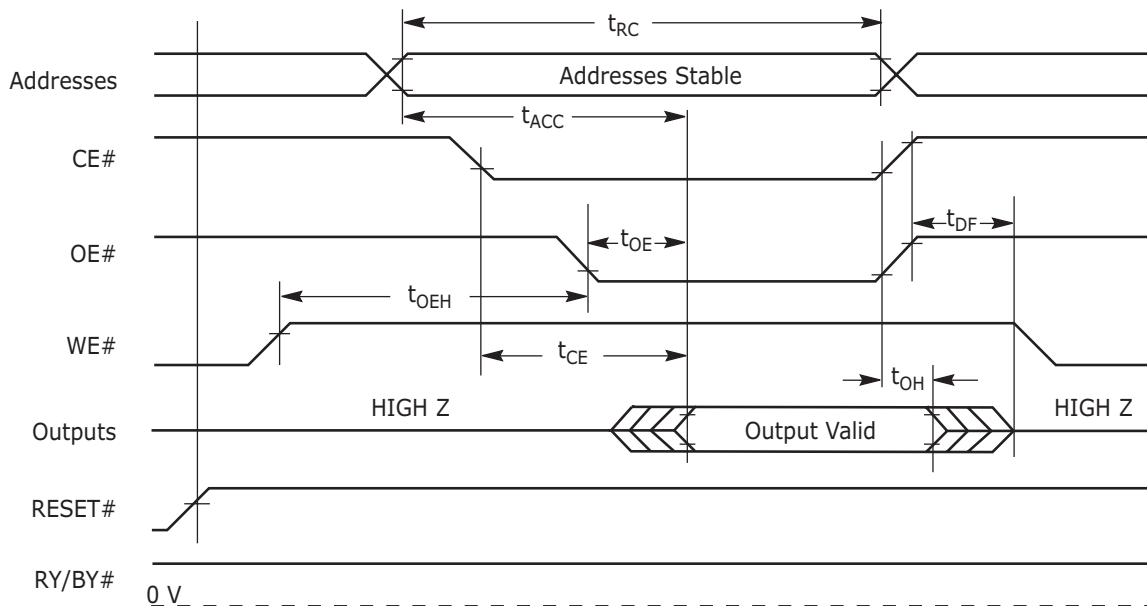 tRC
Addresses
Addresses Stable
tACC
CE#
tDF
OE#
tOE
tOEH
WE#
tCE
tOH
HIGH Z
HIGH Z
Outputs
Output Valid
RESET#
RY/BY#
0 V